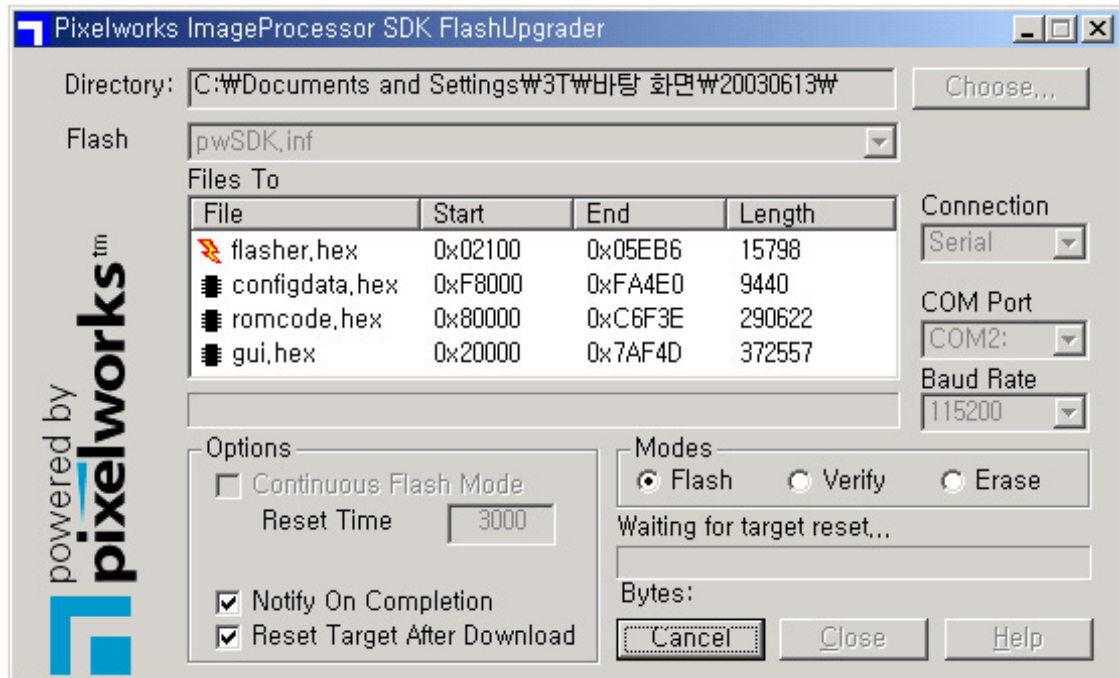 Pixelworks ImageProcessor SDK FlashUpgrader
Directory: C:₩Documents and Settings₩3T₩바탕 화면₩20030613₩ Choose...
Flash pwSDK.inf
Files To
File Start End Length
flasher.hex 0x02100 0x05EB6 15798
configdata.hex 0xF8000 0xFA4E0 9440
romcode.hex 0x80000 0xC6F3E 290622
gui.hex 0x20000 0x7AF4D 372557
Connection
Serial
COM Port
COM2:
Baud Rate
115200
Options
Continuous Flash Mode
Reset Time 3000
Notify On Completion
Reset Target After Download
Modes
Flash Verify Erase
Waiting for target reset...
Bytes:
Cancel Close Help
powered by
pixelworks™